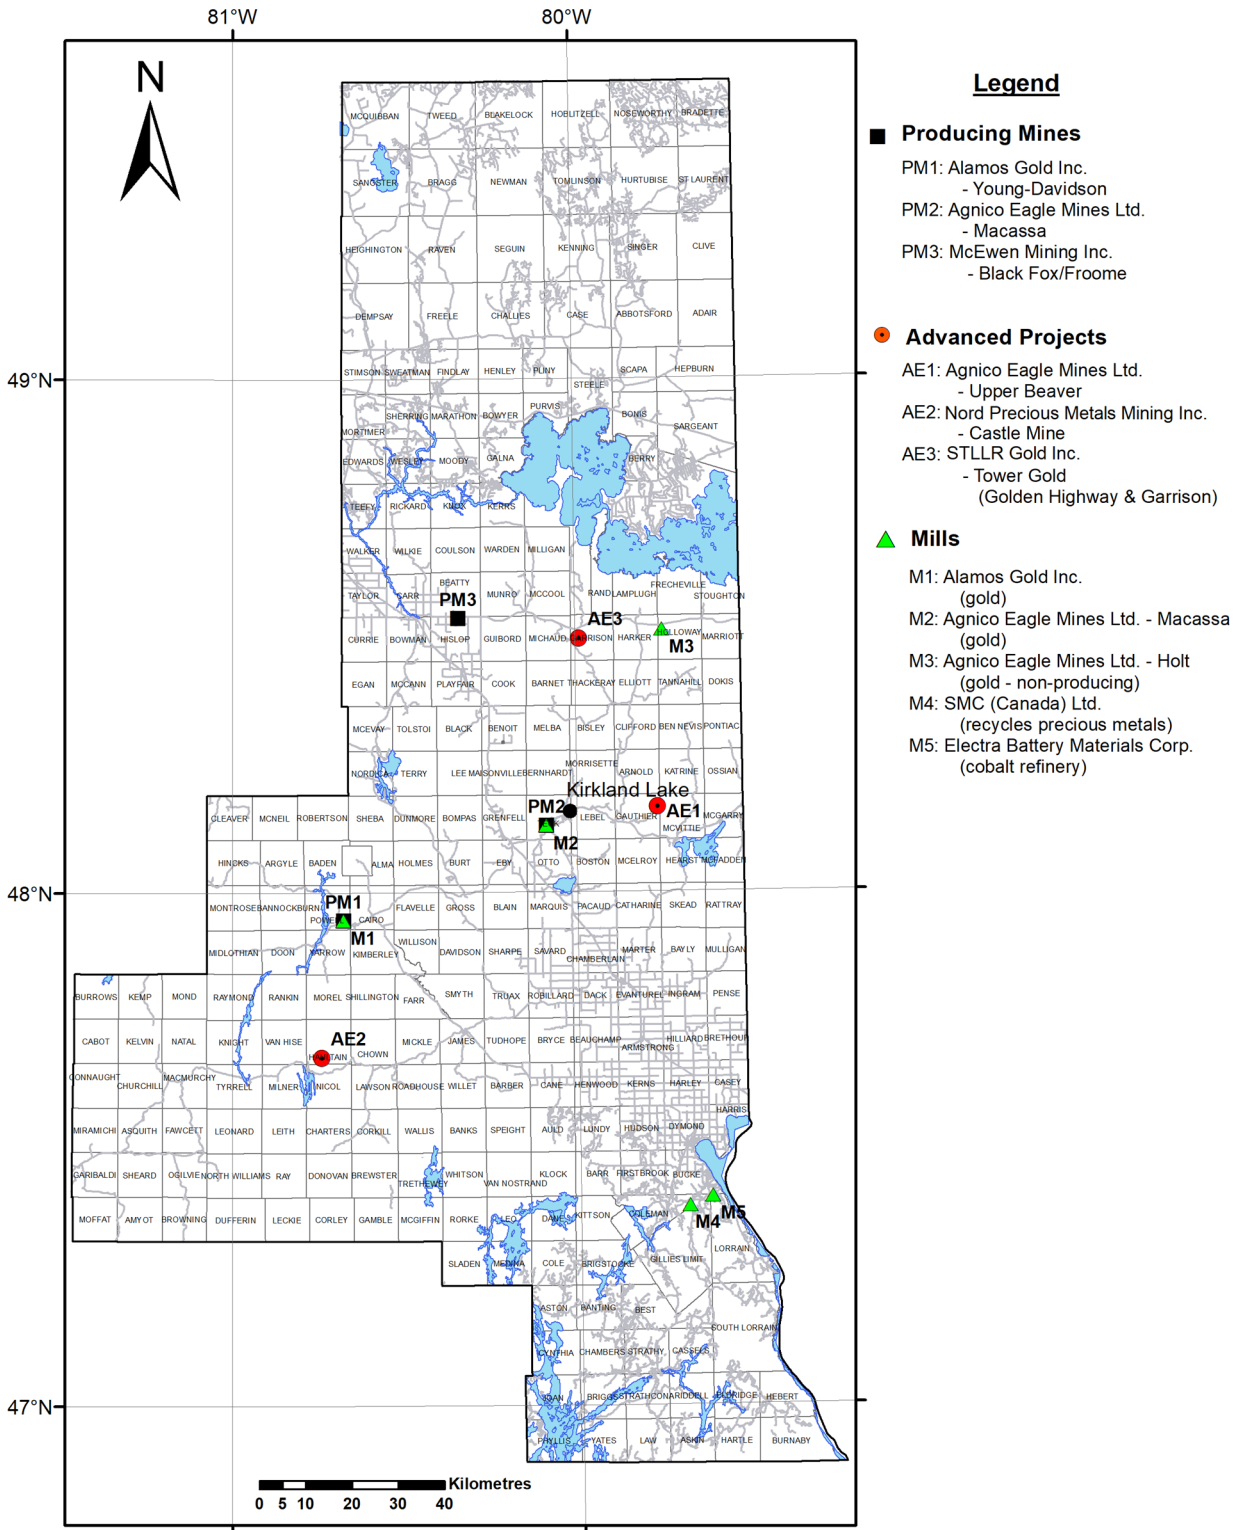 81°W 80°W
N
49°N
48°N
47°N
MCQUIBBAN TWEED BLAKELOCK HOBLITZELL NOSEWORTHY BRADETTE
SANGSTER BRAGG NEWMAN TOMLINSON HURTUBISE ST LAURENT
HEIGHINGTON RAVEN SEGUIN KENNING SINGER CLIVE
DEMPSAY FREELE CHALLIES CASE ABBOTSFORD ADAIR
STIMSON SWEATMAN FINDLAY HENLEY PLINY SCAPA HEPBURN
STEELE
SHERRING MARATHON BOWYER PURVIS BONIS
MORTIMER SARGEANT
EDWARDS WESLEY MOODY GALNA BERRY
TEEFY RICKARD KNOX KERRS
WALKER WILKIE COULSON WARDEN MILLIGAN
BEATTY FRECHEVILLE
TAYLOR CARR MUNRO MCCOOL RAND LAMPLUGH STOUGHTON
PM3 AE3
CURRIE BOWMAN HISLOP GUIBORD MICHAUD GARRISON HARKER HOLLOWAY MARRIOTT
M3
EGAN MCCANN PLAYFAIR COOK BARNET THACKERAY ELLIOTT TANNAHILL DOKIS
MCEVAY TOLSTOI BLACK BENOIT MELBA BISLEY CLIFFORD BEN NEVIS PONTIAC
MORRISETTE
NORDICA TERRY LEE MAISONVILLE BERNHARDT ARNOLD KATRINE OSSIAN
Kirkland Lake
PM2 AE1
CLEAVER MCNEIL ROBERTSON SHEBA DUNMORE BOMPAS GRENFELL LEBEL GAUTHIER MCGARRY
MCVITTIE
M2
HINCKS ARGYLE BADEN ALMA HOLMES BURT EBY OTTO BOSTON MCELROY HEARST MCFADDEN
PM1
MONTROSE BANNOCKBURN FLAVELLE GROSS BLAIN MARQUIS PACAUD CATHARINE SKEAD RATTRAY
POWELL CAIRO
M1
MIDLOTHIAN DOON YARROW KIMBERLEY WILLISON DAVIDSON SHARPE SAVARD CHAMBERLAIN MARTER BAYLY MULLIGAN
BURROWS KEMP MOND RAYMOND RANKIN MOREL SHILLINGTON FARR SMYTH TRUAX ROBILLARD DACK EVANTUREL INGRAM PENSE
AE2
CABOT KELVIN NATAL KNIGHT VAN HISE HAULTAIN CHOWN MICKLE JAMES TUDHOPE BRYCE BEAUCHAMP ARMSTRONG HILLIARD BRETHOUR
CONNAUGHT CHURCHILL MACMURCHY TYRRELL MILNER NICOL LAWSON ROADHOUSE WILLET BARBER CANE HENWOOD KERNS HARLEY CASEY
HARRIS
MIRAMICHI ASQUITH FAWCETT LEONARD LEITH CHARTERS CORKILL WALLIS BANKS SPEIGHT AULD LUNDY HUDSON DYMOND
GARIBALDI SHEARD OGILVIE NORTH WILLIAMS RAY DONOVAN BREWSTER TRETHEWEY WHITSON VAN NOSTRAND KLOCK BARR FIRSTBROOK BUCKE
MOFFAT AMYOT BROWNING DUFFERIN LECKIE CORLEY GAMBLE MCGIFFIN RORKE LEO DANE KITTSON COLEMAN
M4 M5
SLADEN MEDINA COLE BRIGSTOCKE GILLIES LIMIT LORRAIN
ASTON BANTING BEST
SOUTH LORRAIN
CYNTHIA CHAMBERS STRATHY CASSELS
JOAN BRIGGS STRATHCONA RIDDELL ELDRIDGE HEBERT
PHYLLIS YATES LAW ASKIN HARTLE BURNABY
Kilometres
0 5 10 20 30 40
Legend
Producing Mines
PM1: Alamos Gold Inc.
- Young-Davidson
PM2: Agnico Eagle Mines Ltd.
- Macassa
PM3: McEwen Mining Inc.
- Black Fox/Froome
Advanced Projects
AE1: Agnico Eagle Mines Ltd.
- Upper Beaver
AE2: Nord Precious Metals Mining Inc.
- Castle Mine
AE3: STLLR Gold Inc.
- Tower Gold
(Golden Highway & Garrison)
Mills
M1: Alamos Gold Inc.
(gold)
M2: Agnico Eagle Mines Ltd. - Macassa
(gold)
M3: Agnico Eagle Mines Ltd. - Holt
(gold - non-producing)
M4: SMC (Canada) Ltd.
(recycles precious metals)
M5: Electra Battery Materials Corp.
(cobalt refinery)